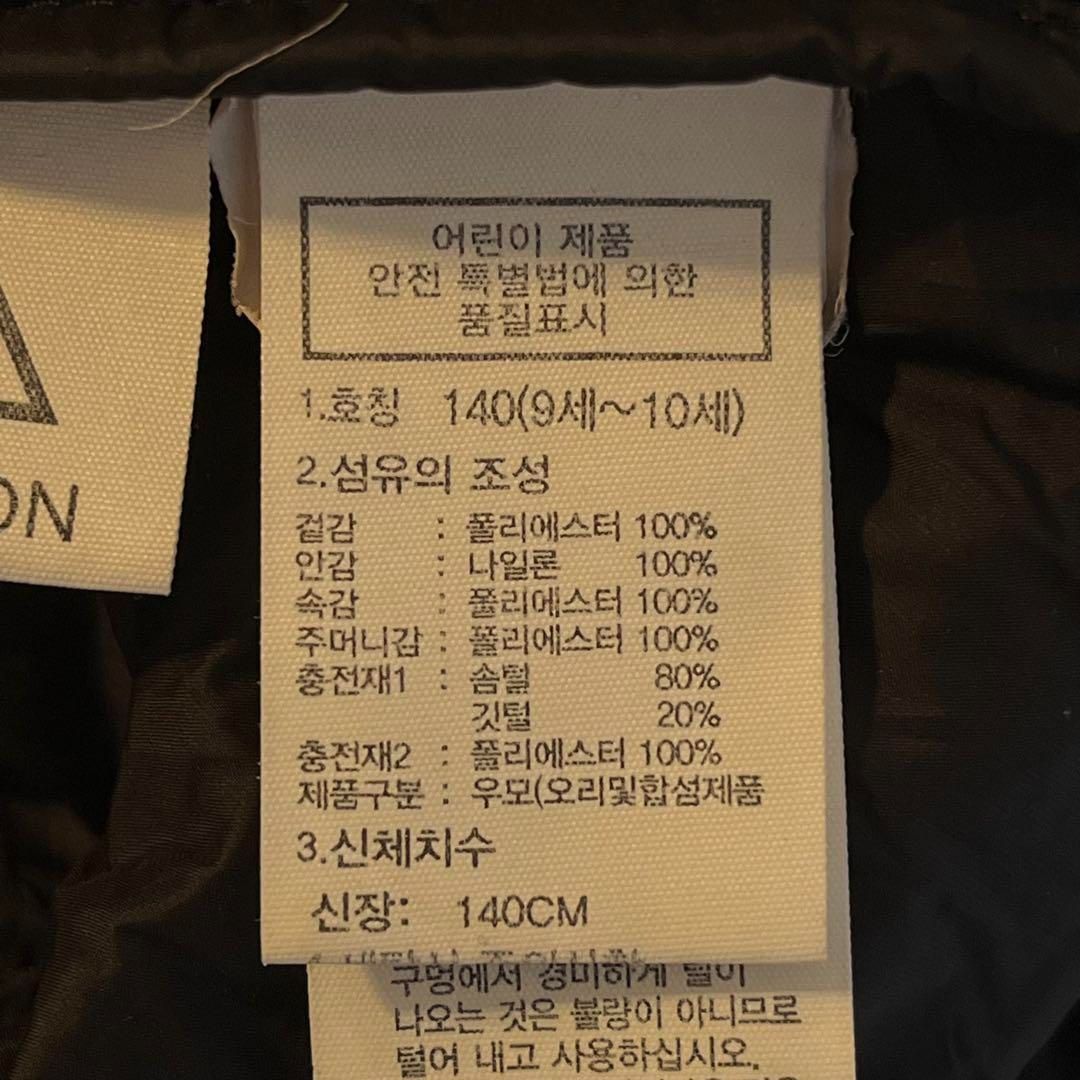 어린이 제품
안전 특별법에 의한
품질표시
1.호칭 140(9세~10세)
2.섬유의 조성
겉감 : 폴리에스터 100%
안감 : 나일론 100%
속감 : 폴리에스터 100%
주머니감 : 폴리에스터 100%
충전재1 : 솜털 80%
깃털 20%
충전재2 : 폴리에스터 100%
제품구분 : 우모(오리및합섬제품
3.신체치수
신장: 140CM
구멍에서 경미하게 털이
나오는 것은 불량이 아니므로
털어 내고 사용하십시오.
ON